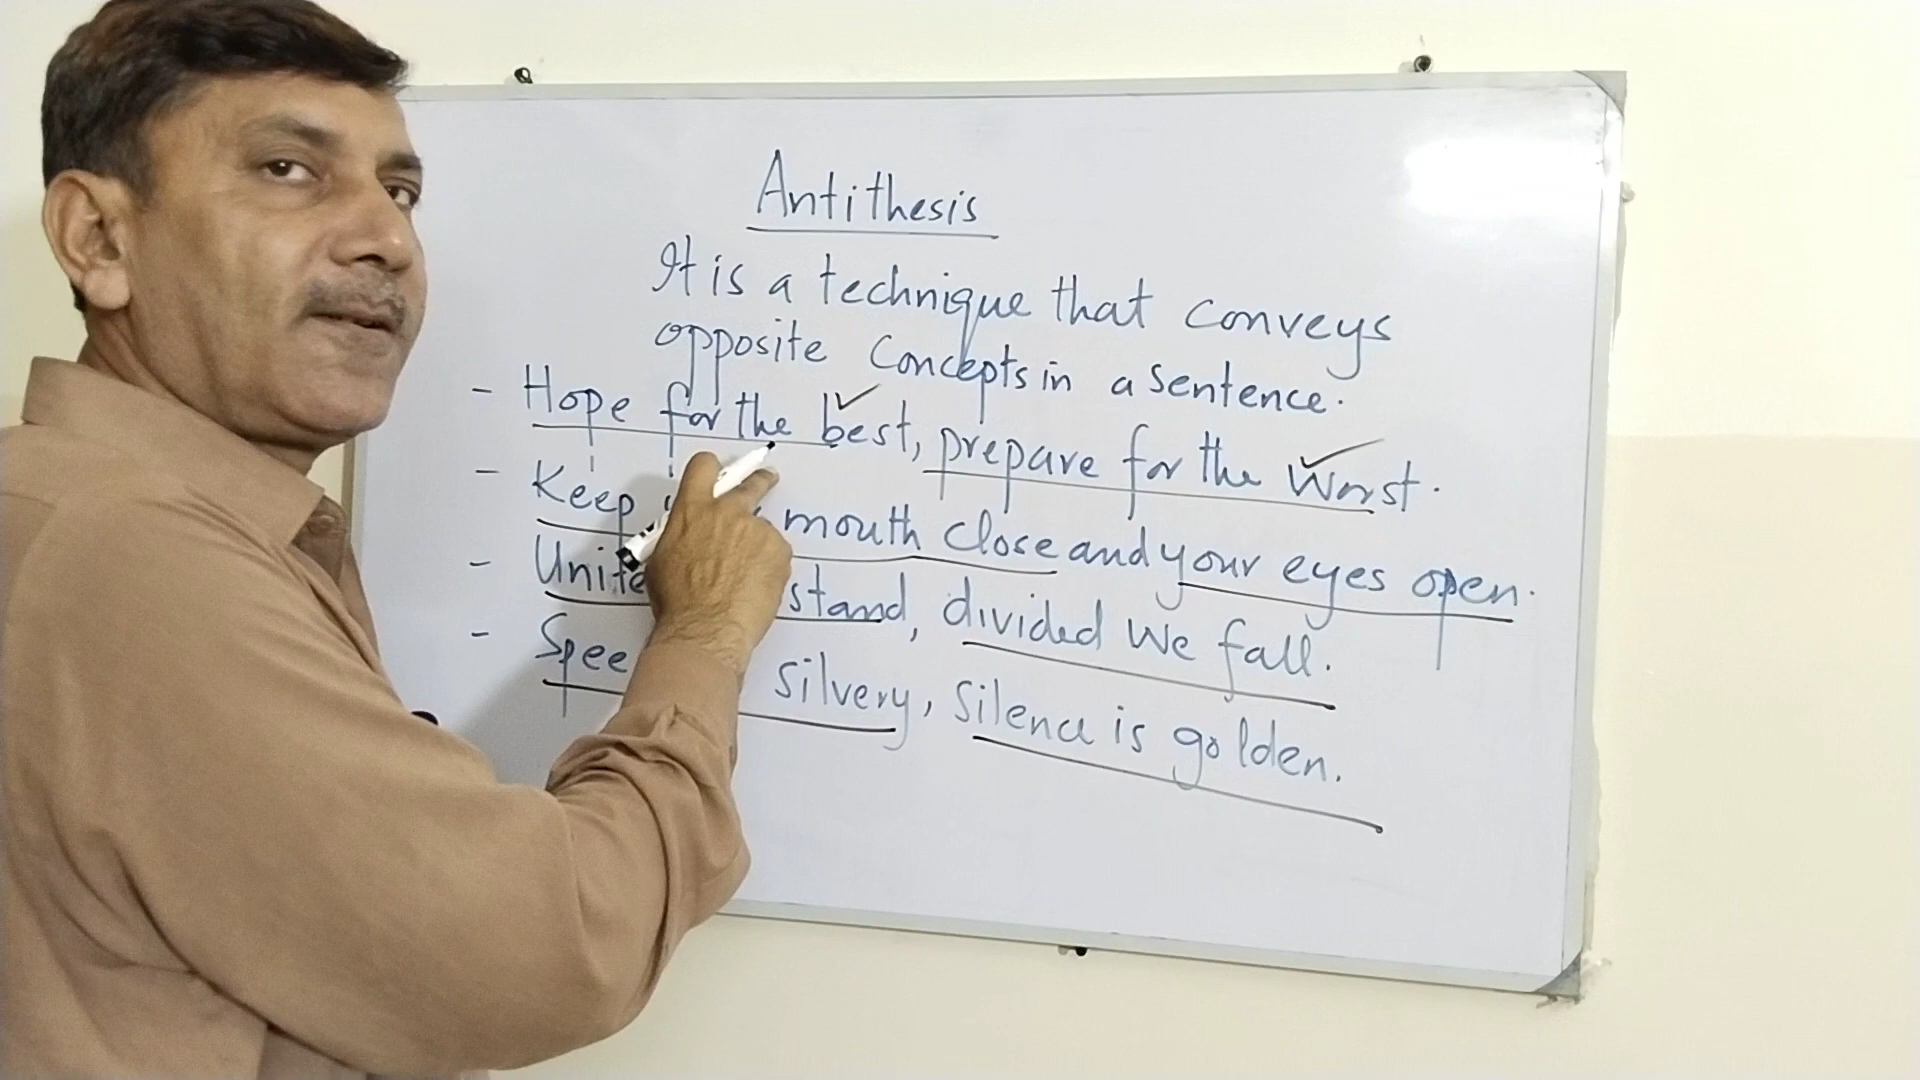 Antithesis
It is a technique that conveys
opposite concepts in a sentence.
- Hope for the best, prepare for the worst.
- Keep mouth close and your eyes open.
- Unite stand, divided we fall.
- Spee silvery, silence is golden.